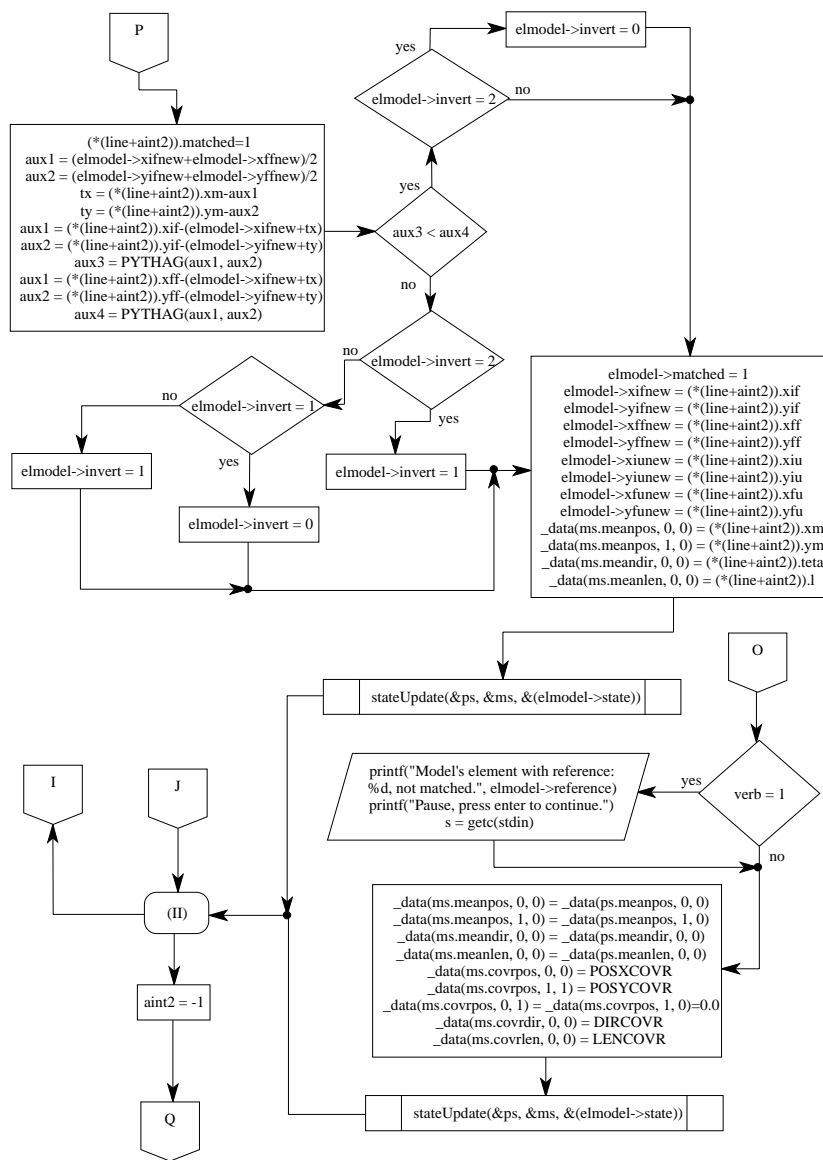 P
(*(line+aint2)).matched=1
aux1 = (elmodel->xifnew+elmodel->xffnew)/2
aux2 = (elmodel->yifnew+elmodel->yffnew)/2
tx = (*(line+aint2)).xm-aux1
ty = (*(line+aint2)).ym-aux2
aux1 = (*(line+aint2)).xif-(elmodel->xifnew+tx)
aux2 = (*(line+aint2)).yif-(elmodel->yifnew+ty)
aux3 = PYTHAG(aux1, aux2)
aux1 = (*(line+aint2)).xff-(elmodel->xifnew+tx)
aux2 = (*(line+aint2)).yff-(elmodel->yifnew+ty)
aux4 = PYTHAG(aux1, aux2)
aux3 < aux4
yes
elmodel->invert = 2
yes
elmodel->invert = 0
no
no
elmodel->invert = 2
no
elmodel->invert = 1
no
elmodel->invert = 1
yes
elmodel->invert = 0
yes
elmodel->invert = 1
elmodel->matched = 1
elmodel->xifnew = (*(line+aint2)).xif
elmodel->yifnew = (*(line+aint2)).yif
elmodel->xffnew = (*(line+aint2)).xff
elmodel->yffnew = (*(line+aint2)).yff
elmodel->xiunew = (*(line+aint2)).xiu
elmodel->yiunew = (*(line+aint2)).yiu
elmodel->xfunew = (*(line+aint2)).xfu
elmodel->yfunew = (*(line+aint2)).yfu
_data(ms.meanpos, 0, 0) = (*(line+aint2)).xm
_data(ms.meanpos, 1, 0) = (*(line+aint2)).ym
_data(ms.meandir, 0, 0) = (*(line+aint2)).teta
_data(ms.meanlen, 0, 0) = (*(line+aint2)).l
stateUpdate(&ps, &ms, &(elmodel->state))
O
verb = 1
yes
printf("Model's element with reference:
%d, not matched.", elmodel->reference)
printf("Pause, press enter to continue.")
s = getc(stdin)
no
_data(ms.meanpos, 0, 0) = _data(ps.meanpos, 0, 0)
_data(ms.meanpos, 1, 0) = _data(ps.meanpos, 1, 0)
_data(ms.meandir, 0, 0) = _data(ps.meandir, 0, 0)
_data(ms.meanlen, 0, 0) = _data(ps.meanlen, 0, 0)
_data(ms.covrpos, 0, 0) = POSXCOVR
_data(ms.covrpos, 1, 1) = POSYCOVR
_data(ms.covrpos, 0, 1) = _data(ms.covrpos, 1, 0)=0.0
_data(ms.covrdir, 0, 0) = DIRCOVR
_data(ms.covrlen, 0, 0) = LENCOVR
stateUpdate(&ps, &ms, &(elmodel->state))
I
J
(II)
aint2 = -1
Q